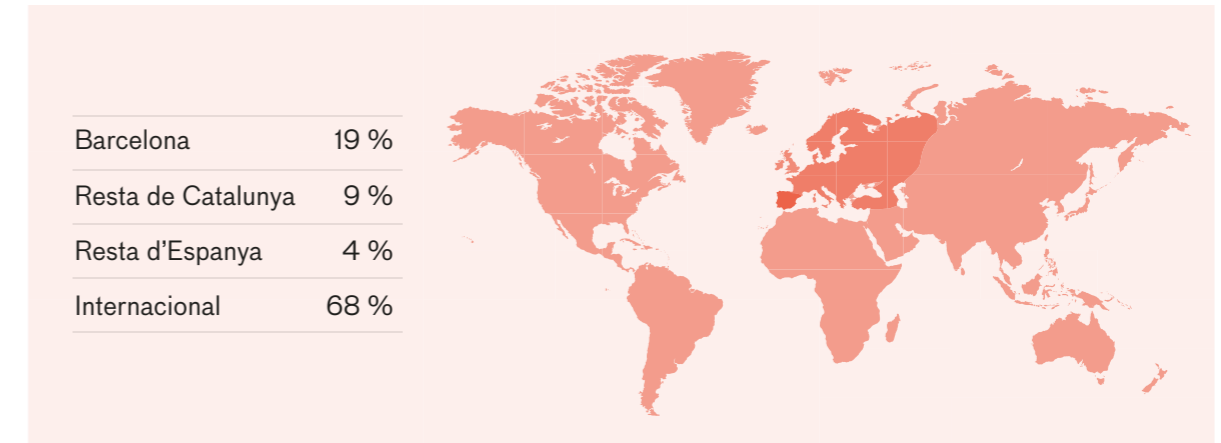 Barcelona 19 %
Resta de Catalunya 9 %
Resta d’Espanya 4 %
Internacional 68 %